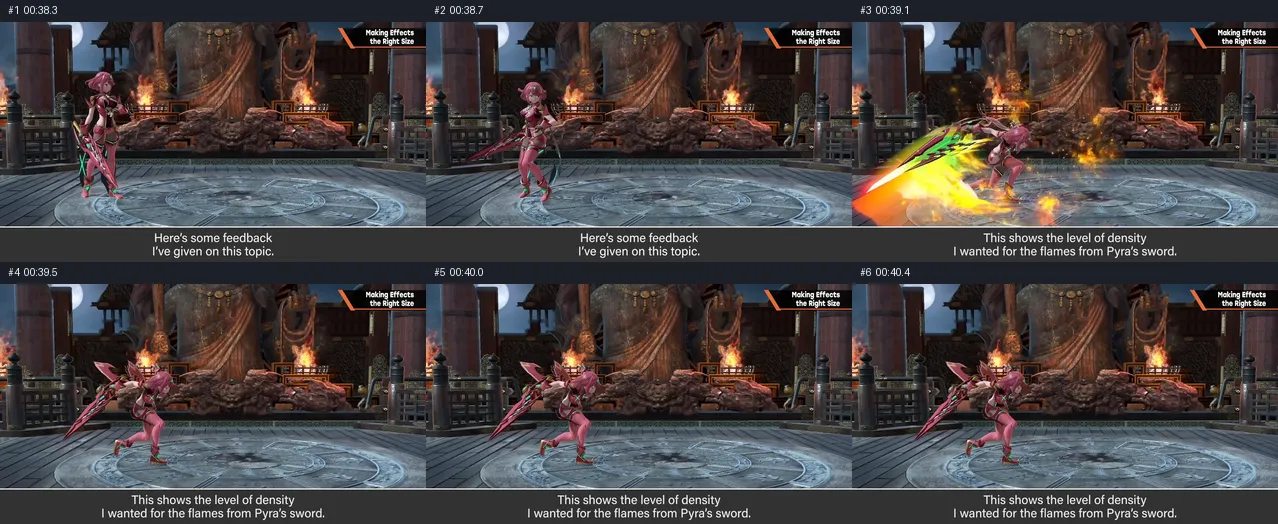 #1 00:38.3
Making Effects
the Right Size
Here's some feedback
I've given on this topic.
#2 00:38.7
Making Effects
the Right Size
Here's some feedback
I've given on this topic.
#3 00:39.1
Making Effects
the Right Size
This shows the level of density
I wanted for the flames from Pyra's sword.
#4 00:39.5
Making Effects
the Right Size
This shows the level of density
I wanted for the flames from Pyra's sword.
#5 00:40.0
Making Effects
the Right Size
This shows the level of density
I wanted for the flames from Pyra's sword.
#6 00:40.4
Making Effects
the Right Size
This shows the level of density
I wanted for the flames from Pyra's sword.